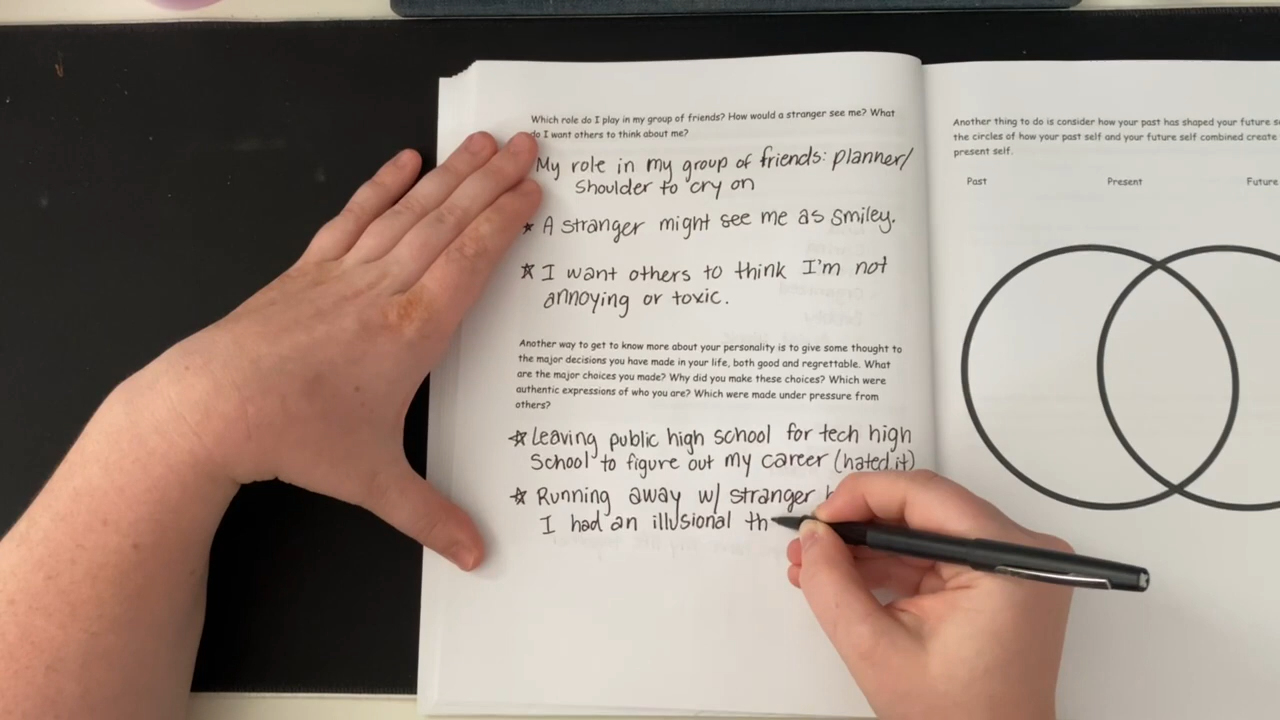 Which role do I play in my group of friends? How would a stranger see me? What
do I want others to think about me?
My role in my group of friends: planner/
shoulder to cry on
☆ A stranger might see me as smiley.
☆ I want others to think I'm not
annoying or toxic.
Another way to get to know more about your personality is to give some thought to
the major decisions you have made in your life, both good and regrettable. What
are the major choices you made? Why did you make these choices? Which were
authentic expressions of who you are? Which were made under pressure from
others?
☆ Leaving public high school for tech high
school to figure out my career (hated it)
☆ Running away w/ stranger
I had an illusional th
Another thing to do is consider how your past has shaped your future
the circles of how your past self and your future self combined create
present self.
Past Present Future